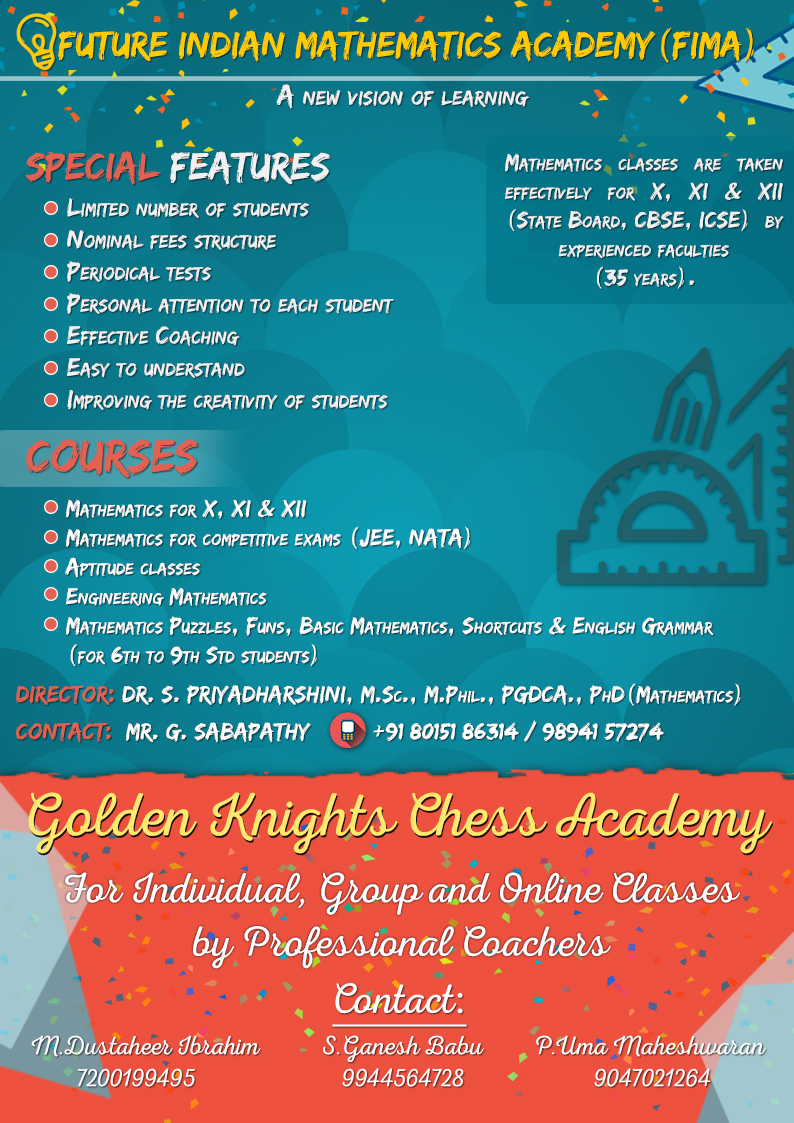 FUTURE INDIAN MATHEMATICS ACADEMY (FIMA)
A NEW VISION OF LEARNING
SPECIAL FEATURES
LIMITED NUMBER OF STUDENTS
NOMINAL FEES STRUCTURE
PERIODICAL TESTS
PERSONAL ATTENTION TO EACH STUDENT
EFFECTIVE COACHING
EASY TO UNDERSTAND
IMPROVING THE CREATIVITY OF STUDENTS
MATHEMATICS CLASSES ARE TAKEN
EFFECTIVELY FOR X, XI & XII
(STATE BOARD, CBSE, ICSE) BY
EXPERIENCED FACULTIES
(35 YEARS).
COURSES
MATHEMATICS FOR X, XI & XII
MATHEMATICS FOR COMPETITIVE EXAMS (JEE, NATA)
APTITUDE CLASSES
ENGINEERING MATHEMATICS
MATHEMATICS PUZZLES, FUNS, BASIC MATHEMATICS, SHORTCUTS & ENGLISH GRAMMAR
(FOR 6TH TO 9TH STD STUDENTS)
DIRECTOR: DR. S. PRIYADHARSHINI, M.SC., M.PHIL., PGDCA., PHD (MATHEMATICS)
CONTACT: MR. G. SABAPATHY +91 80151 86314 / 98941 57274
Golden Knights Chess Academy
For Individual, Group and Online Classes
by Professional Coachers
Contact:
M.Dustaheer Ibrahim S.Ganesh Babu P.Uma Maheshwaran
7200199495 9944564728 9047021264